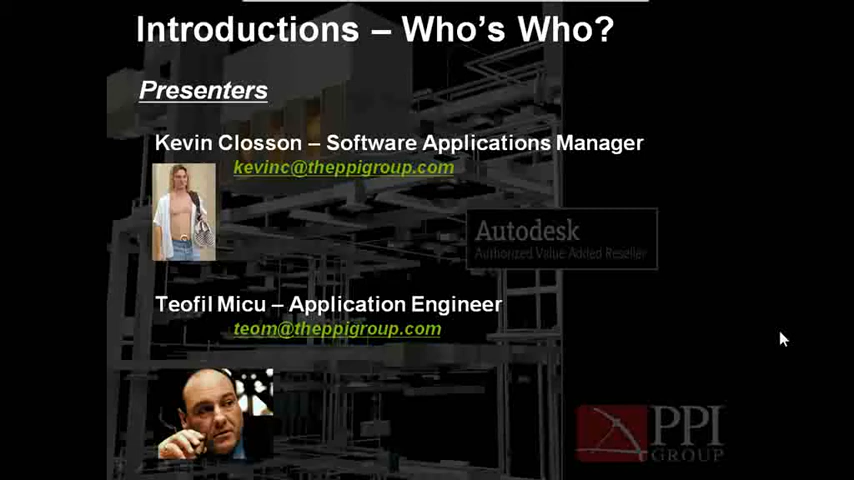 Introductions – Who's Who?
Presenters
Kevin Closson – Software Applications Manager
kevinc@theppigroup.com
Autodesk
Authorized Value Added Reseller
Teofil Micu – Application Engineer
teom@theppigroup.com
PPI
GROUP